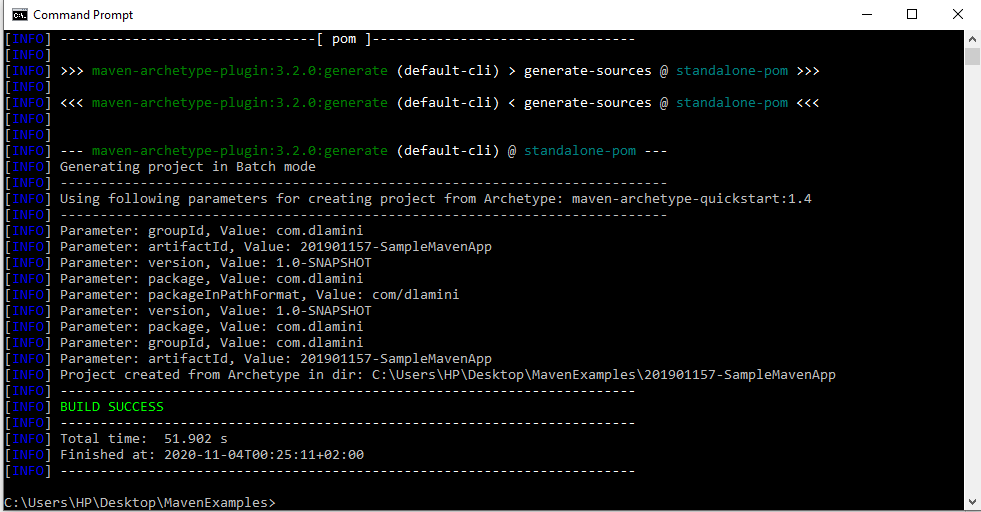 Command Prompt
[INFO] --------------------------------[ pom ]---------------------------------
[INFO]
[INFO] >>> maven-archetype-plugin:3.2.0:generate (default-cli) > generate-sources @ standalone-pom >>>
[INFO]
[INFO] <<< maven-archetype-plugin:3.2.0:generate (default-cli) < generate-sources @ standalone-pom <<<
[INFO]
[INFO]
[INFO] --- maven-archetype-plugin:3.2.0:generate (default-cli) @ standalone-pom ---
[INFO] Generating project in Batch mode
[INFO] ----------------------------------------------------------------------------
[INFO] Using following parameters for creating project from Archetype: maven-archetype-quickstart:1.4
[INFO] ----------------------------------------------------------------------------
[INFO] Parameter: groupId, Value: com.dlamini
[INFO] Parameter: artifactId, Value: 201901157-SampleMavenApp
[INFO] Parameter: version, Value: 1.0-SNAPSHOT
[INFO] Parameter: package, Value: com.dlamini
[INFO] Parameter: packageInPathFormat, Value: com/dlamini
[INFO] Parameter: version, Value: 1.0-SNAPSHOT
[INFO] Parameter: package, Value: com.dlamini
[INFO] Parameter: groupId, Value: com.dlamini
[INFO] Parameter: artifactId, Value: 201901157-SampleMavenApp
[INFO] Project created from Archetype in dir: C:\Users\HP\Desktop\MavenExamples\201901157-SampleMavenApp
[INFO] ------------------------------------------------------------------------
[INFO] BUILD SUCCESS
[INFO] ------------------------------------------------------------------------
[INFO] Total time:  51.902 s
[INFO] Finished at: 2020-11-04T00:25:11+02:00
[INFO] ------------------------------------------------------------------------
C:\Users\HP\Desktop\MavenExamples>